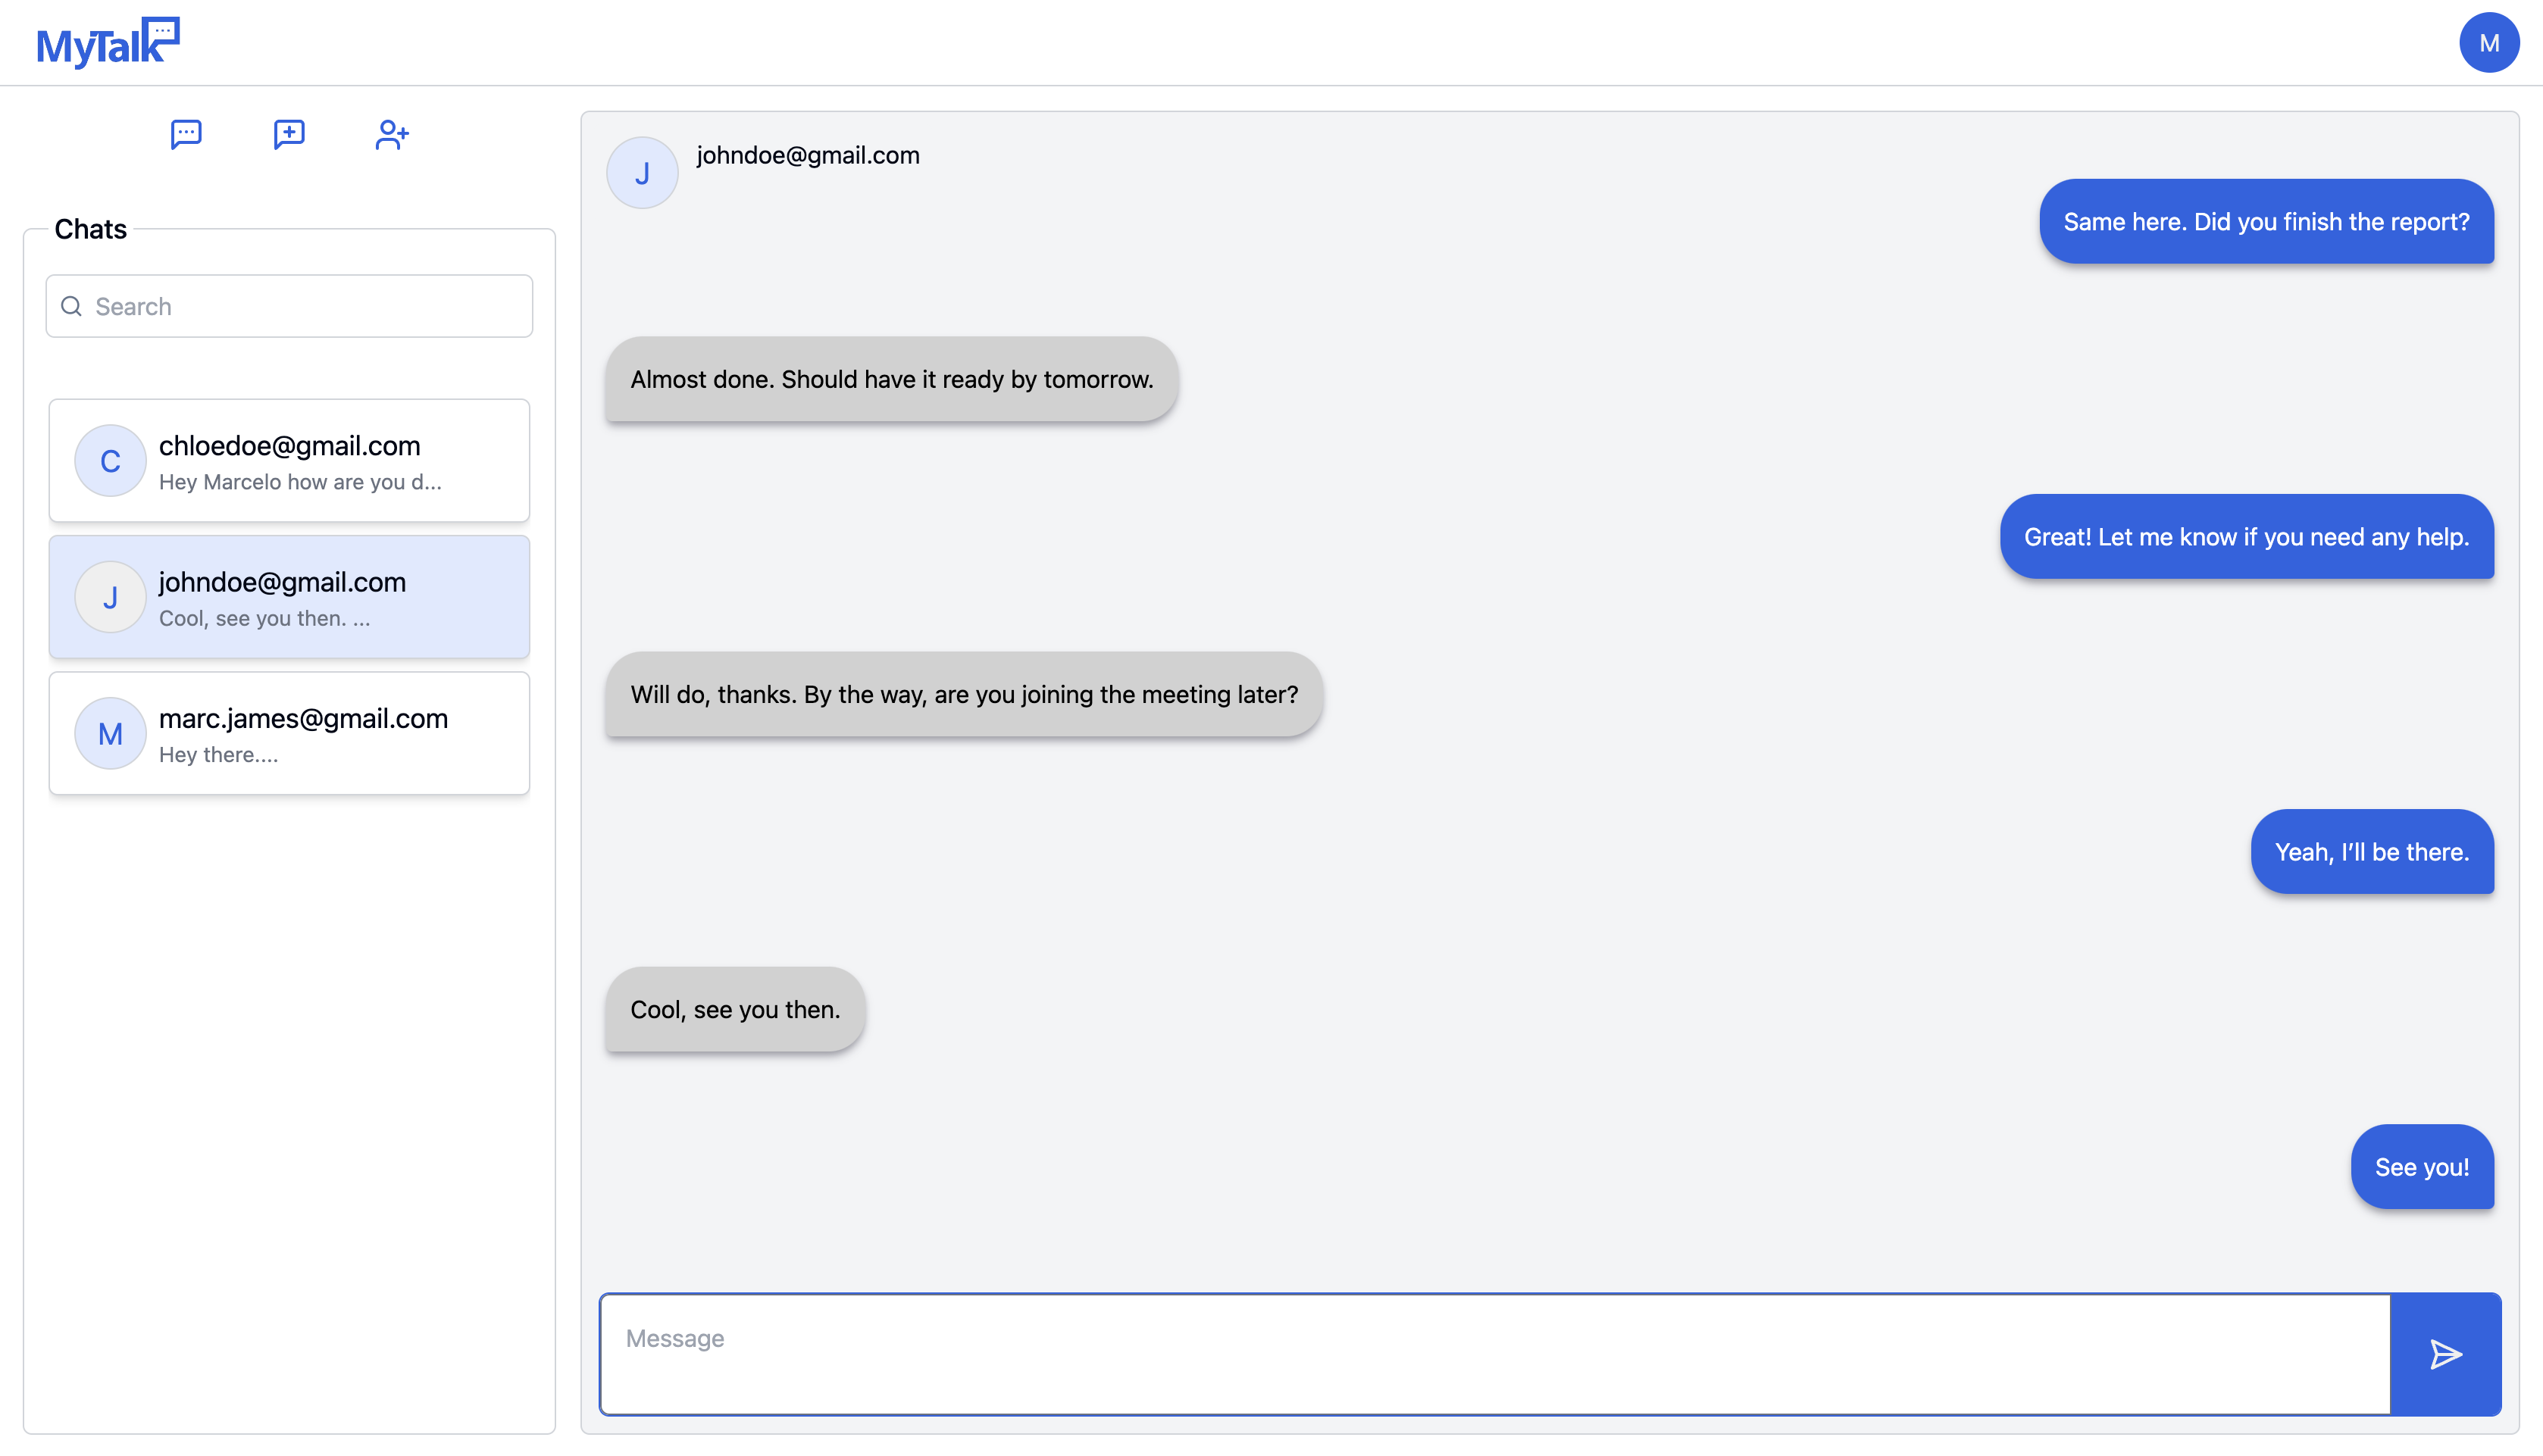 MyTalk
M
Chats
Search
C
chloedoe@gmail.com
Hey Marcelo how are you d...
J
johndoe@gmail.com
Cool, see you then. ...
M
marc.james@gmail.com
Hey there....
J
johndoe@gmail.com
Same here. Did you finish the report?
Almost done. Should have it ready by tomorrow.
Great! Let me know if you need any help.
Will do, thanks. By the way, are you joining the meeting later?
Yeah, I’ll be there.
Cool, see you then.
See you!
Message